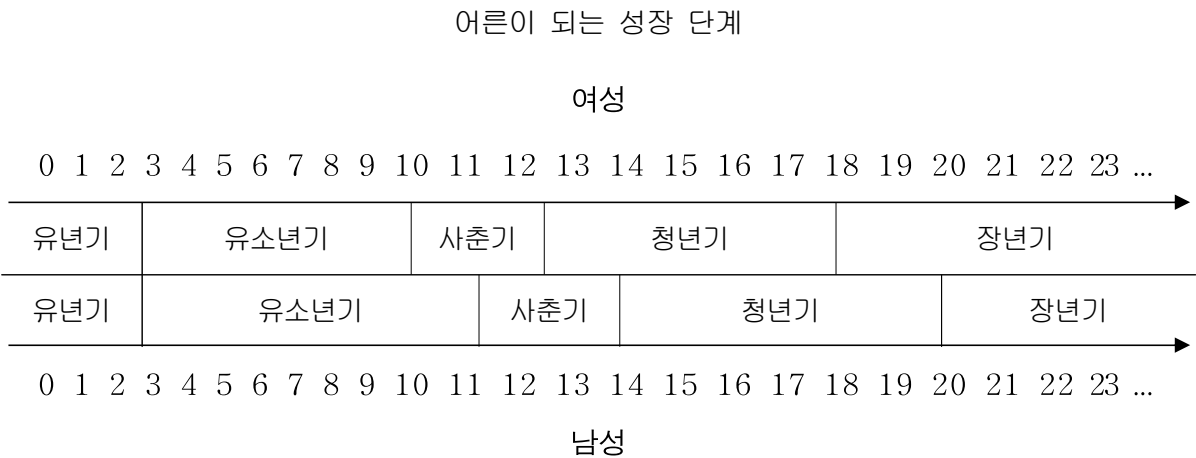 어른이 되는 성장 단계
여성
0 1 2 3 4 5 6 7 8 9 10 11 12 13 14 15 16 17 18 19 20 21 22 23 ...
유년기 유소년기 사춘기 청년기 장년기
유년기 유소년기 사춘기 청년기 장년기
0 1 2 3 4 5 6 7 8 9 10 11 12 13 14 15 16 17 18 19 20 21 22 23 ...
남성